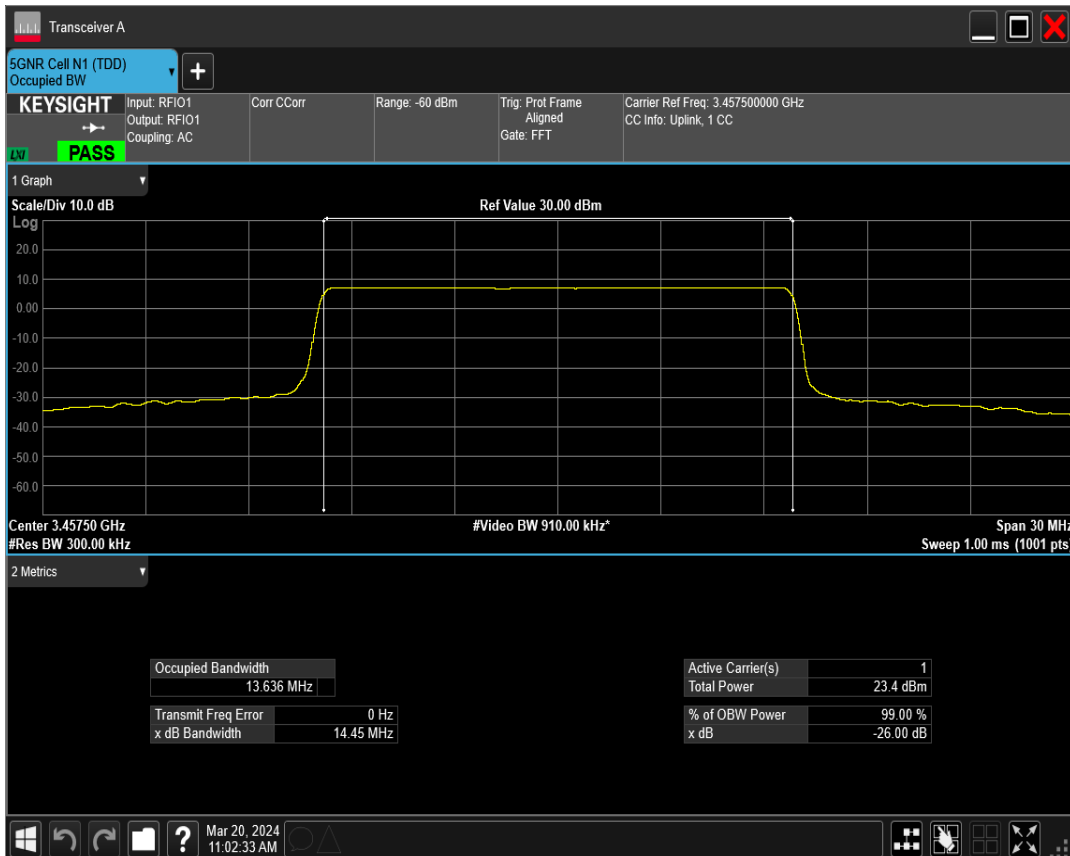 Transceiver A
5GNR Cell N1 (TDD)
Occupied BW
+
KEYSIGHT
LXI
PASS
Input: RFIO1
Output: RFIO1
Coupling: AC
Corr CCorr
Range: -60 dBm
Trig: Prot Frame
Aligned
Gate: FFT
Carrier Ref Freq: 3.457500000 GHz
CC Info: Uplink, 1 CC
1 Graph
Scale/Div 10.0 dB
Ref Value 30.00 dBm
Log
20.0
10.0
0.00
-10.0
-20.0
-30.0
-40.0
-50.0
-60.0
Center 3.45750 GHz
#Video BW 910.00 kHz*
Span 30 MHz
#Res BW 300.00 kHz
Sweep 1.00 ms (1001 pts)
2 Metrics
Occupied Bandwidth
13.636 MHz
Transmit Freq Error 0 Hz
x dB Bandwidth 14.45 MHz
Active Carrier(s) 1
Total Power 23.4 dBm
% of OBW Power 99.00 %
x dB -26.00 dB
?
Mar 20, 2024
11:02:33 AM